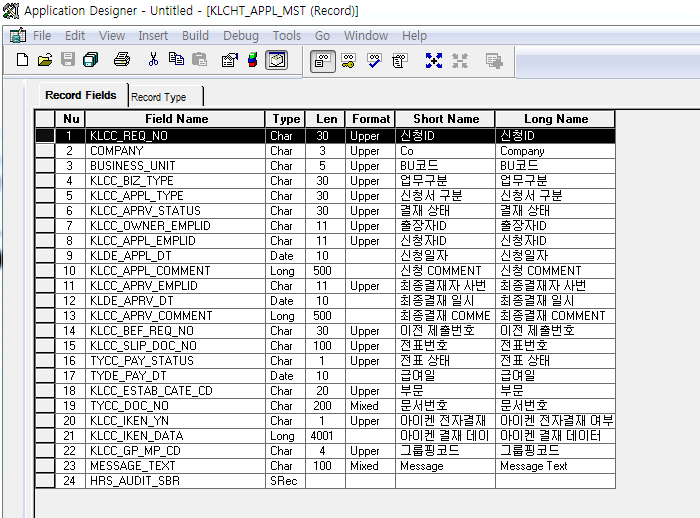 Application Designer - Untitled - [KLCHT_APPL_MST (Record)]
File Edit View Insert Build Debug Tools Go Window Help
Record Fields Record Type
Nu Field Name Type Len Format Short Name Long Name
1 KLCC_REQ_NO Char 30 Upper 신청ID 신청ID
2 COMPANY Char 3 Upper Co Company
3 BUSINESS_UNIT Char 5 Upper BU코드 BU코드
4 KLCC_BIZ_TYPE Char 30 Upper 업무구분 업무구분
5 KLCC_APPL_TYPE Char 30 Upper 신청서 구분 신청서 구분
6 KLCC_APRV_STATUS Char 30 Upper 결재 상태 결재 상태
7 KLCC_OWNER_EMPLID Char 11 Upper 출장자ID 출장자ID
8 KLCC_APPL_EMPLID Char 11 Upper 신청자ID 신청자ID
9 KLDE_APPL_DT Date 10 신청일자 신청일자
10 KLCC_APPL_COMMENT Long 500 신청 COMMENT 신청 COMMENT
11 KLCC_APRV_EMPLID Char 11 Upper 최종결재자 사번 최종결재자 사번
12 KLDE_APRV_DT Date 10 최종결재 일시 최종결재 일시
13 KLCC_APRV_COMMENT Long 500 최종결재 COMME 최종결재 COMMENT
14 KLCC_BEF_REQ_NO Char 30 Upper 이전 제출번호 이전 제출번호
15 KLCC_SLIP_DOC_NO Char 100 Upper 전표번호 전표번호
16 TYCC_PAY_STATUS Char 1 Upper 전표 상태 전표 상태
17 TYDE_PAY_DT Date 10 급여일 급여일
18 KLCC_ESTAB_CATE_CD Char 20 Upper 부문 부문
19 TYCC_DOC_NO Char 200 Mixed 문서번호 문서번호
20 KLCC_IKEN_YN Char 1 Upper 아이켄 전자결재 아이켄 전자결재 여부
21 KLCC_IKEN_DATA Long 4001 아이켄 결재 데이 아이켄 결재 데이터
22 KLCC_GP_MP_CD Char 4 Upper 그룹핑코드 그룹핑코드
23 MESSAGE_TEXT Char 100 Mixed Message Message Text
24 HRS_AUDIT_SBR SRec